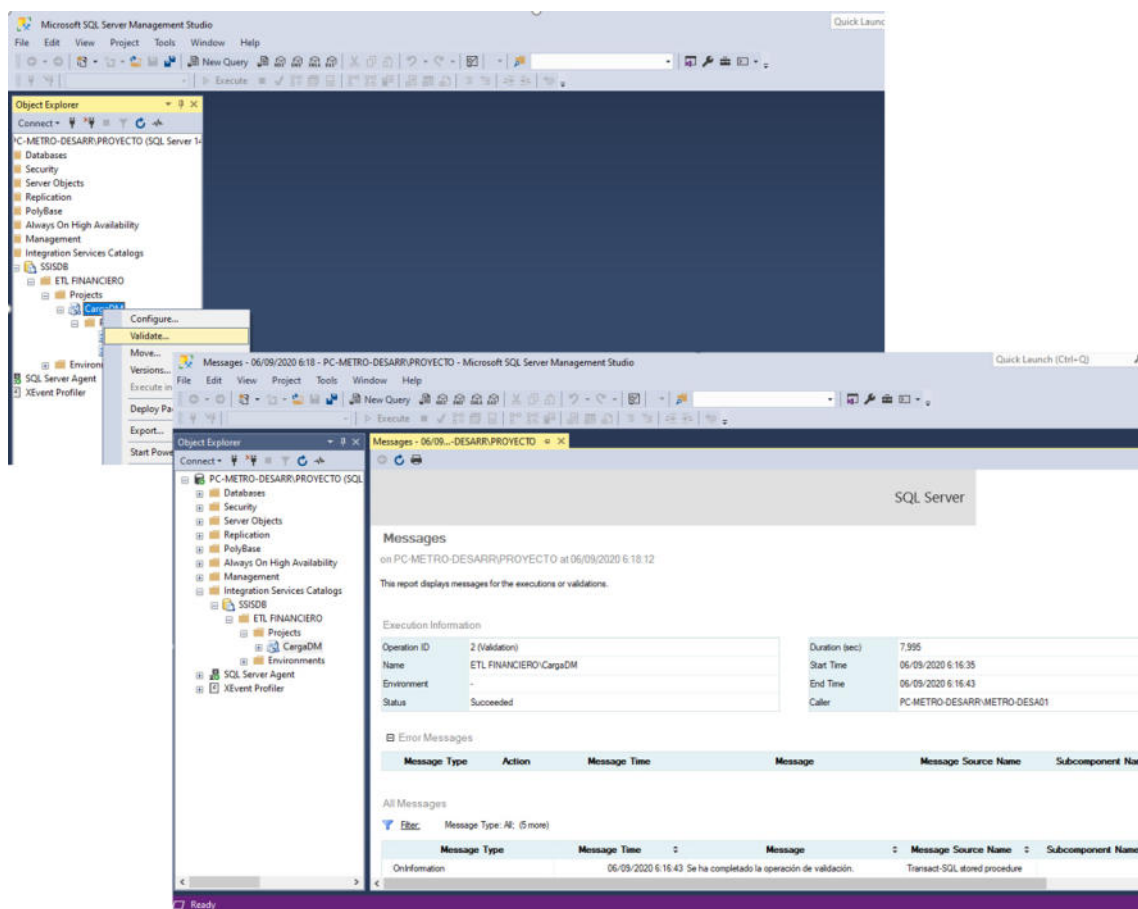 Microsoft SQL Server Management Studio
Quick Launc
File Edit View Project Tools Window Help
New Query
Execute
Object Explorer
Connect
PC-METRO-DESARR\PROYECTO (SQL Server 14
Databases
Security
Server Objects
Replication
PolyBase
Always On High Availability
Management
Integration Services Catalogs
SSISDB
ETL FINANCIERO
Projects
CargaDM
Environ
SQL Server Agent
XEvent Profiler
Configure...
Validate...
Move...
Versions...
Execute in
Deploy Pa
Export...
Start Powe
Messages - 06/09/2020 6:18 - PC-METRO-DESARR\PROYECTO - Microsoft SQL Server Management Studio
Quick Launch (Ctrl+Q)
File Edit View Project Tools Window Help
New Query
Execute
Object Explorer
Connect
PC-METRO-DESARR\PROYECTO (SQL
Databases
Security
Server Objects
Replication
PolyBase
Always On High Availability
Management
Integration Services Catalogs
SSISDB
ETL FINANCIERO
Projects
CargaDM
Environments
SQL Server Agent
XEvent Profiler
Messages - 06/09...-DESARR\PROYECTO
SQL Server
Messages
on PC-METRO-DESARR\PROYECTO at 06/09/2020 6:18:12
This report displays messages for the executions or validations.
Execution Information
Operation ID 2 (Validation) Duration (sec) 7,995
Name ETL FINANCIERO\CargaDM Start Time 06/09/2020 6:16:35
Environment - End Time 06/09/2020 6:16:43
Status Succeeded Caller PC-METRO-DESARR\METRO-DESA01
Error Messages
Message Type Action Message Time Message Message Source Name Subcomponent Nam
All Messages
Filter: Message Type: All; (5 more)
Message Type Message Time Message Message Source Name Subcomponent Name
OnInformation 06/09/2020 6:16:43 Se ha completado la operación de validación. Transact-SQL stored procedure
Ready